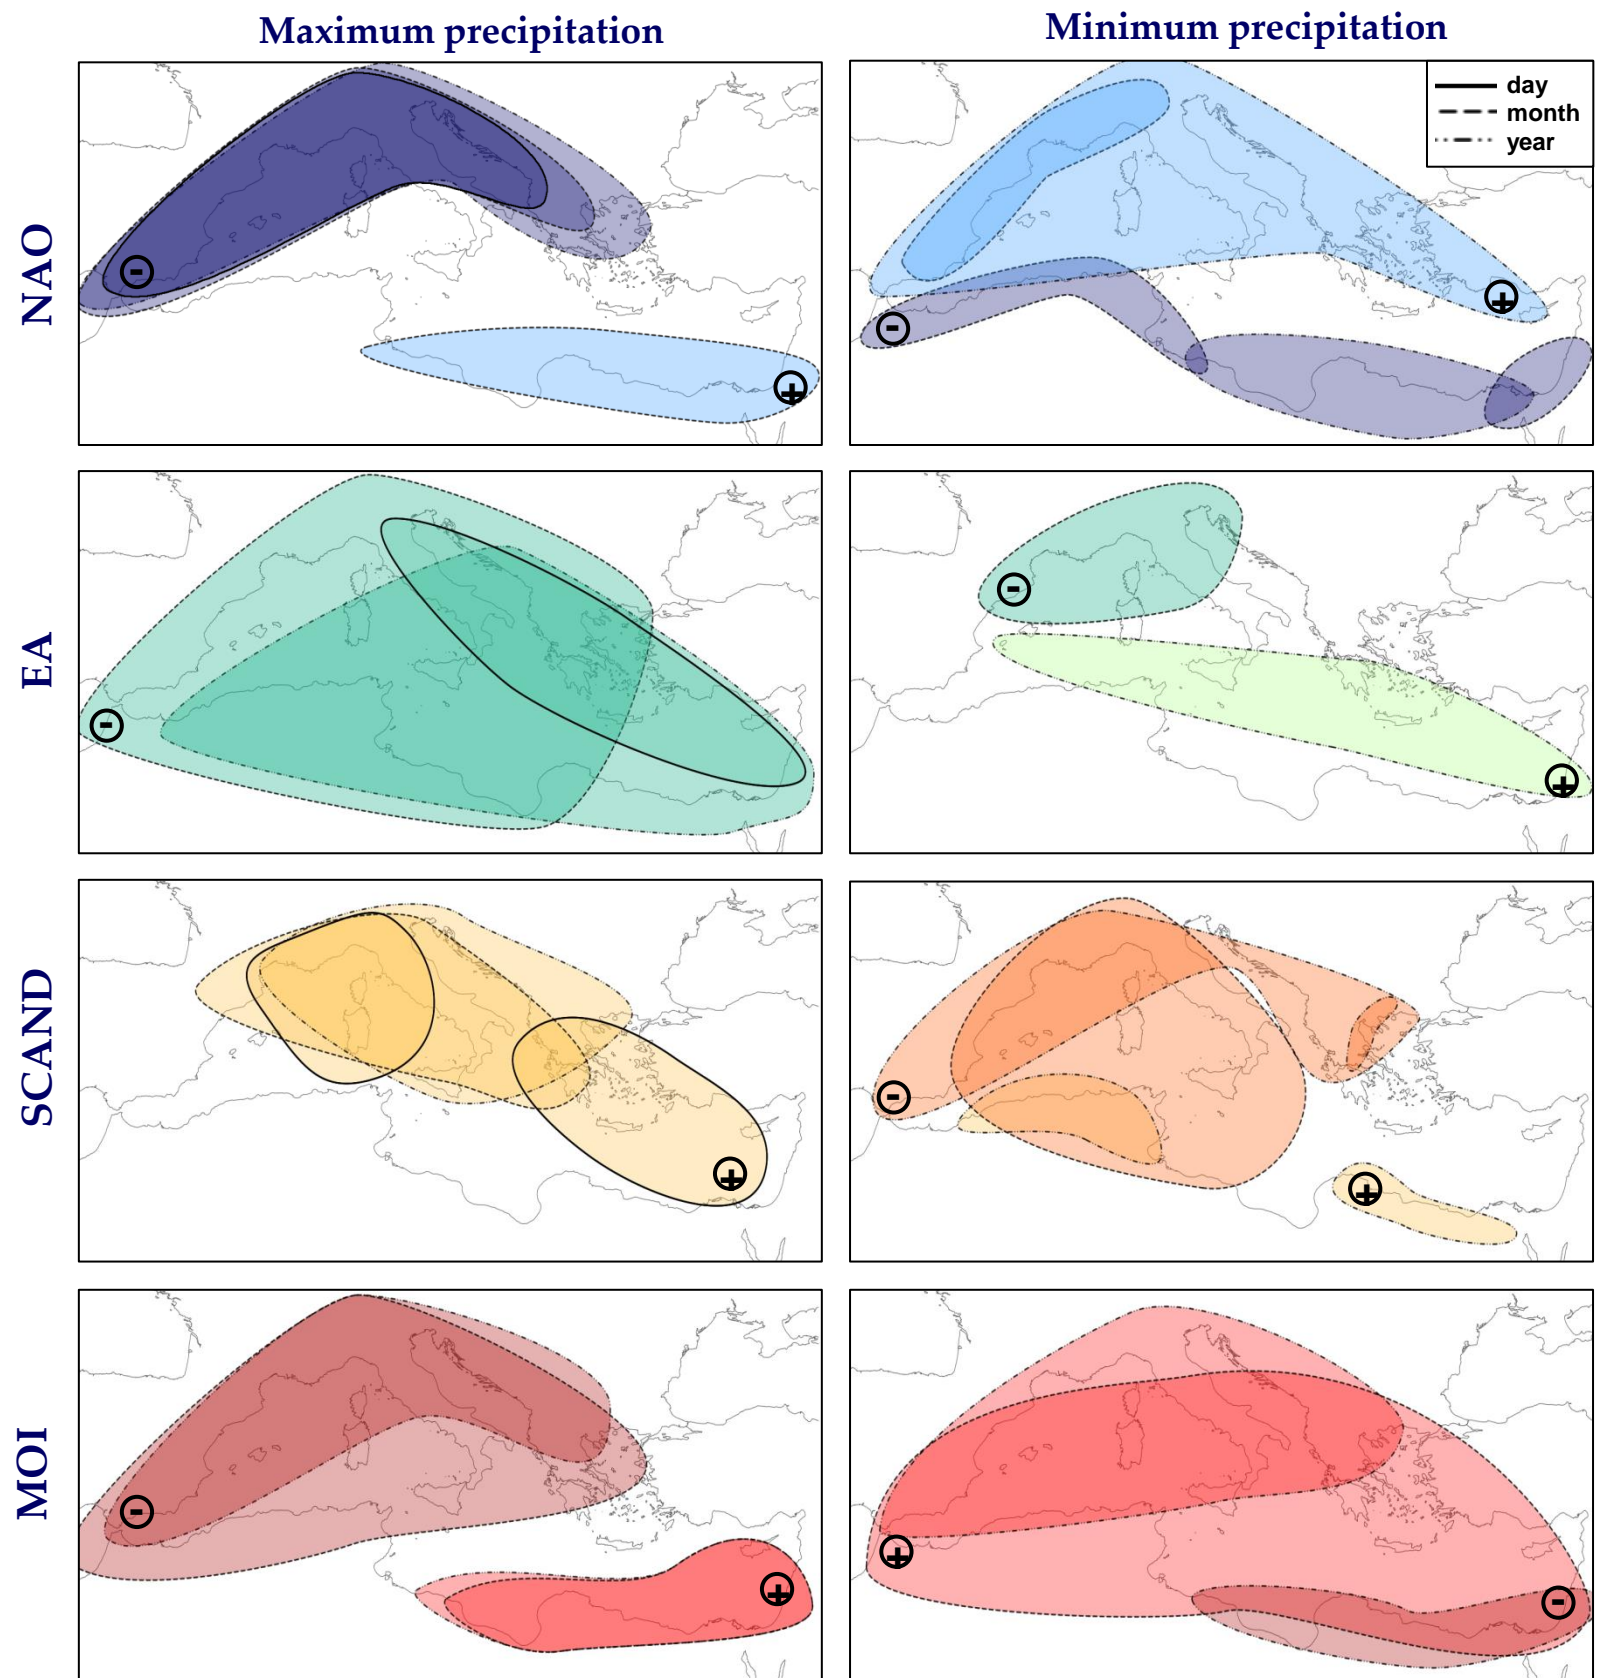 Maximum precipitation
Minimum precipitation
day
month
year
NAO
-
+
+
-
EA
-
-
+
SCAND
+
-
+
MOI
-
+
+
-